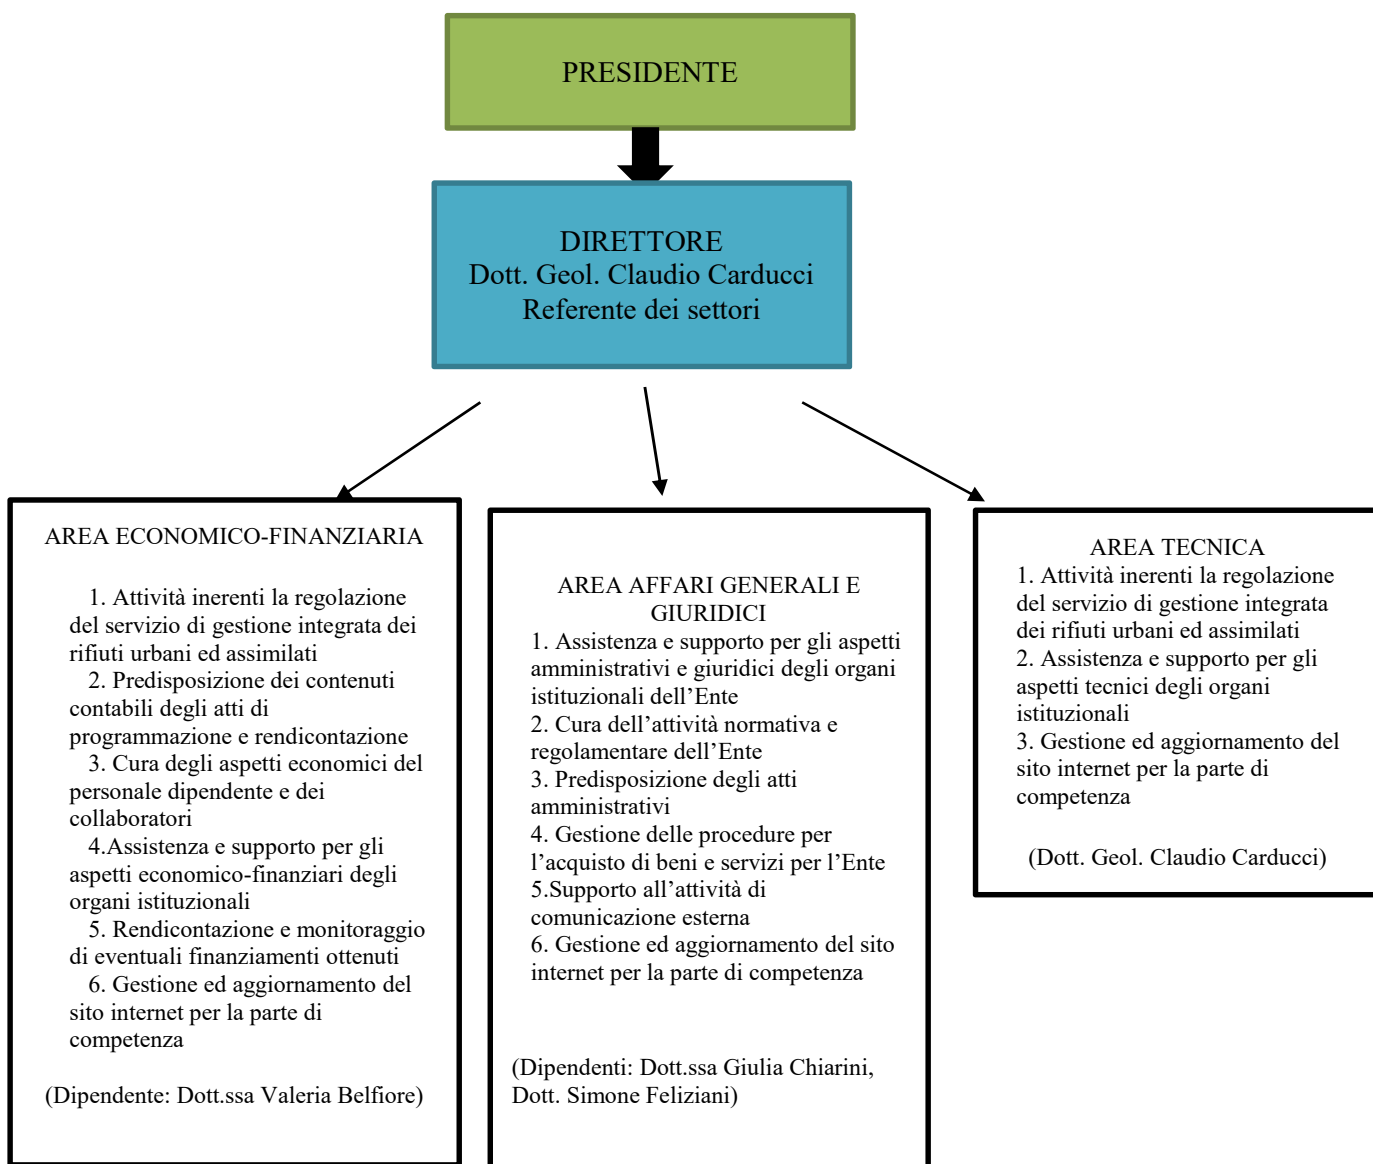 PRESIDENTE
DIRETTORE
Dott. Geol. Claudio Carducci
Referente dei settori
AREA ECONOMICO-FINANZIARIA
1. Attività inerenti la regolazione
del servizio di gestione integrata dei
rifiuti urbani ed assimilati
2. Predisposizione dei contenuti
contabili degli atti di
programmazione e rendicontazione
3. Cura degli aspetti economici del
personale dipendente e dei
collaboratori
4.Assistenza e supporto per gli
aspetti economico-finanziari degli
organi istituzionali
5. Rendicontazione e monitoraggio
di eventuali finanziamenti ottenuti
6. Gestione ed aggiornamento del
sito internet per la parte di
competenza
(Dipendente: Dott.ssa Valeria Belfiore)
AREA AFFARI GENERALI E
GIURIDICI
1. Assistenza e supporto per gli aspetti
amministrativi e giuridici degli organi
istituzionali dell’Ente
2. Cura dell’attività normativa e
regolamentare dell’Ente
3. Predisposizione degli atti
amministrativi
4. Gestione delle procedure per
l’acquisto di beni e servizi per l’Ente
5.Supporto all’attività di
comunicazione esterna
6. Gestione ed aggiornamento del sito
internet per la parte di competenza
(Dipendenti: Dott.ssa Giulia Chiarini,
Dott. Simone Feliziani)
AREA TECNICA
1. Attività inerenti la regolazione
del servizio di gestione integrata
dei rifiuti urbani ed assimilati
2. Assistenza e supporto per gli
aspetti tecnici degli organi
istituzionali
3. Gestione ed aggiornamento del
sito internet per la parte di
competenza
(Dott. Geol. Claudio Carducci)